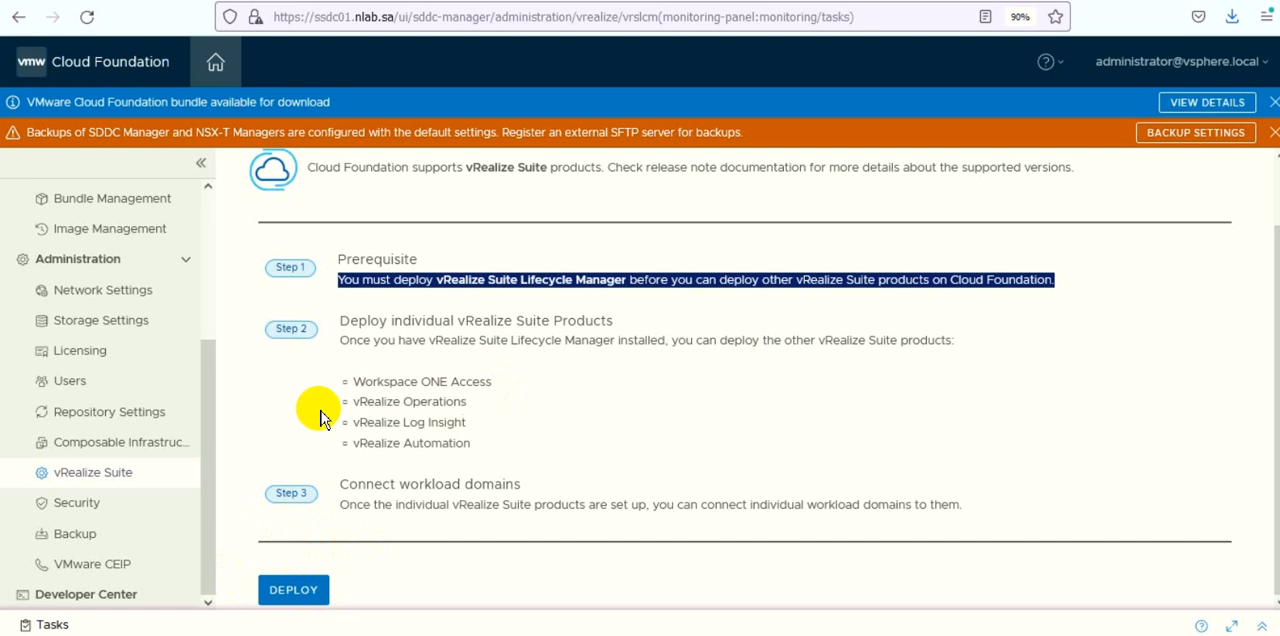 https://ssdc01.nlab.sa/ui/sddc-manager/administration/vrealize/vrslcm(monitoring-panel:monitoring/tasks)
90%
vmw Cloud Foundation
administrator@vsphere.local
VMware Cloud Foundation bundle available for download
VIEW DETAILS
Backups of SDDC Manager and NSX-T Managers are configured with the default settings. Register an external SFTP server for backups.
BACKUP SETTINGS
Bundle Management
Image Management
Administration
Network Settings
Storage Settings
Licensing
Users
Repository Settings
Composable Infrastruc...
vRealize Suite
Security
Backup
VMware CEIP
Developer Center
Cloud Foundation supports vRealize Suite products. Check release note documentation for more details about the supported versions.
Step 1
Prerequisite
You must deploy vRealize Suite Lifecycle Manager before you can deploy other vRealize Suite products on Cloud Foundation.
Step 2
Deploy individual vRealize Suite Products
Once you have vRealize Suite Lifecycle Manager installed, you can deploy the other vRealize Suite products:
Workspace ONE Access
vRealize Operations
vRealize Log Insight
vRealize Automation
Step 3
Connect workload domains
Once the individual vRealize Suite products are set up, you can connect individual workload domains to them.
DEPLOY
Tasks